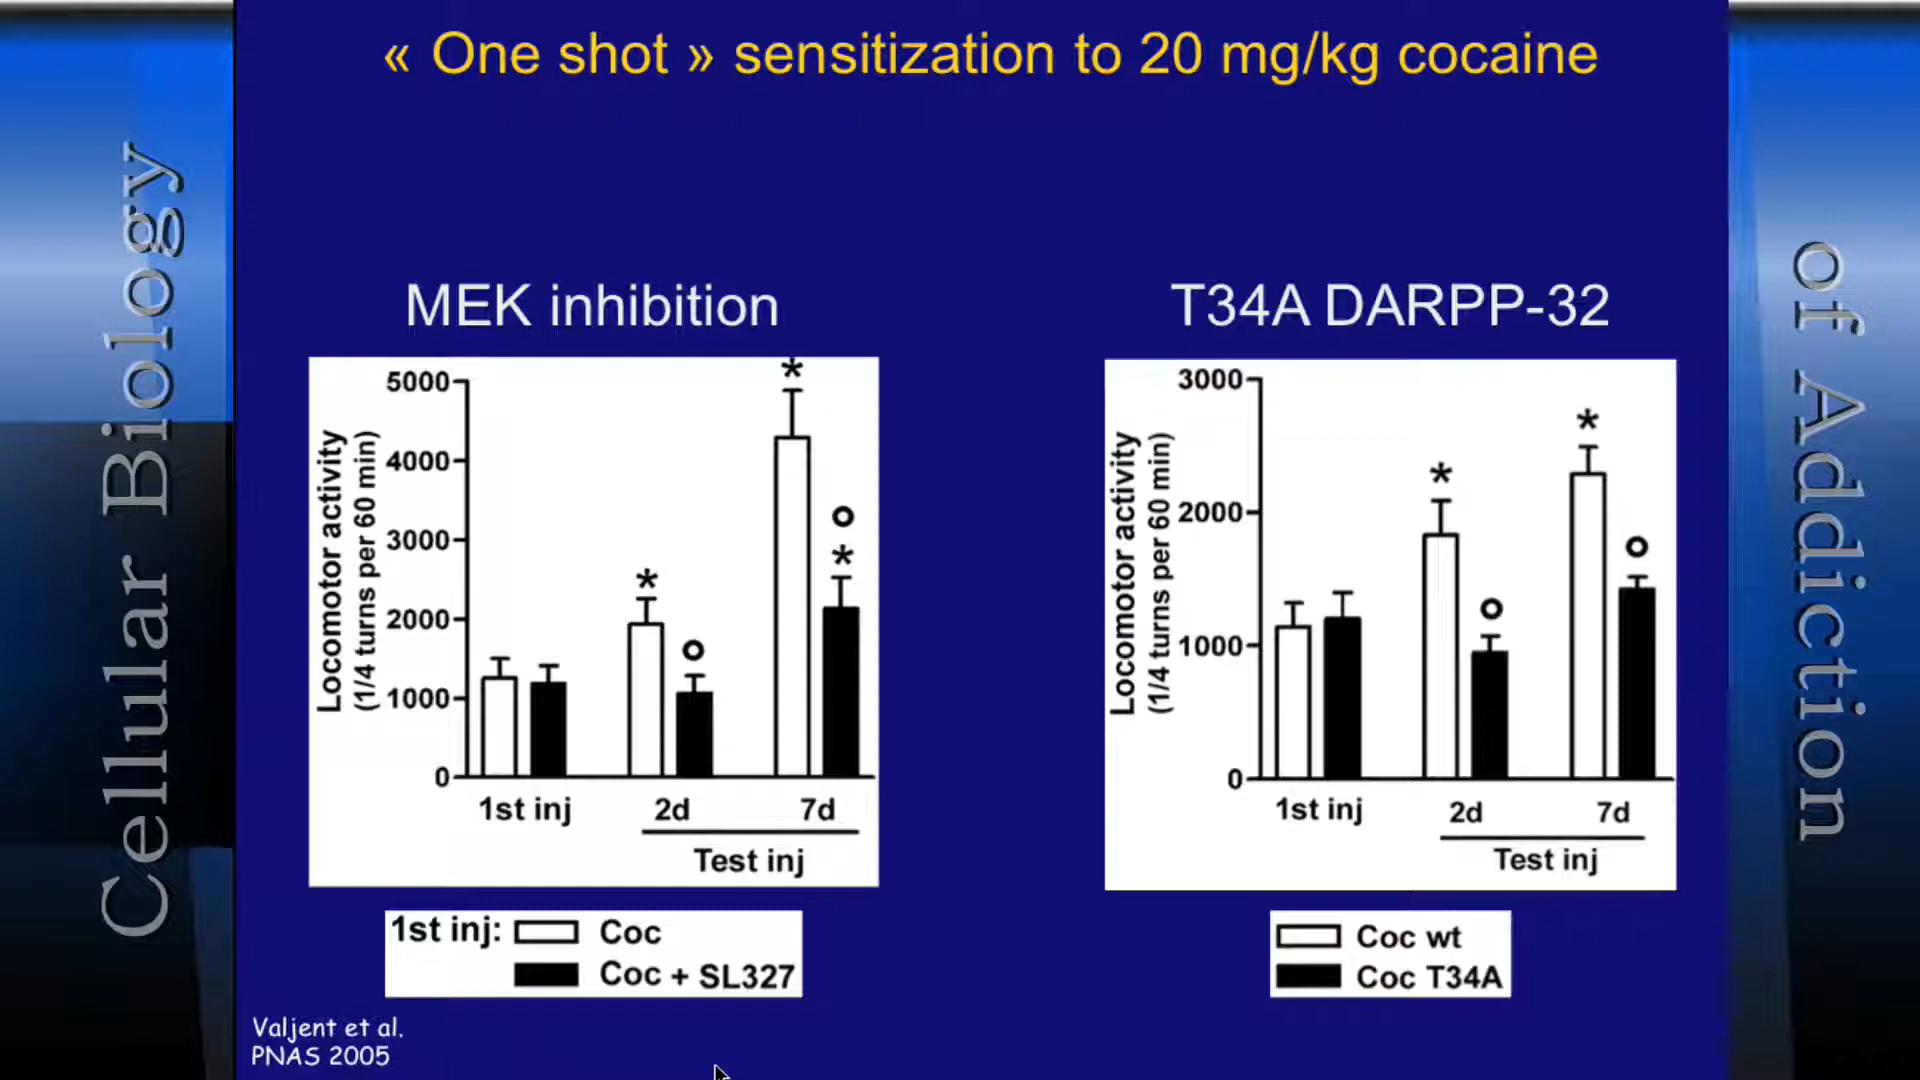 « One shot » sensitization to 20 mg/kg cocaine
Cellular Biology
of Addiction
MEK inhibition
Locomotor activity
(1/4 turns per 60 min)
5000
4000
3000
2000
1000
0
*
*
*
1st inj
2d
7d
Test inj
1st inj:
Coc
Coc + SL327
T34A DARPP-32
Locomotor activity
(1/4 turns per 60 min)
3000
2000
1000
0
*
*
1st inj
2d
7d
Test inj
Coc wt
Coc T34A
Valjent et al.
PNAS 2005